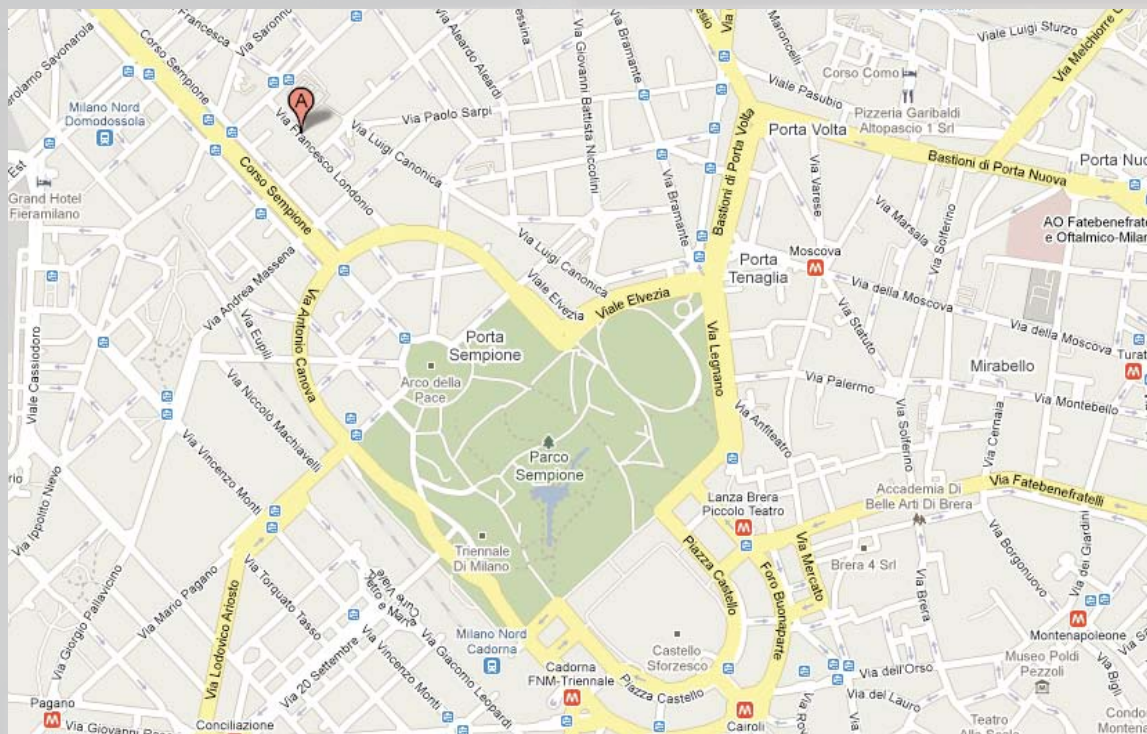 Francesca
Via Saronno
Via Aleardo Aleardi
Via Giovanni Battista Niccolini
Via Bramante
Maroncelli
Viale Luigi Sturzo
Via Melchiorre
Corso Sempione
Savonarola
Corso Como
Viale Pasubio
Milano Nord
Domodossola
A
Via Francesco Londonio
Via Paolo Sarpi
Via Luigi Canonica
Pizzeria Garibaldi
Altopascio 1 Srl
Porta Volta
Bastioni di Porta Volta
Bastioni di Porta Nuova
Est
Grand Hotel
Fieramilano
Corso Sempione
Via Bramante
Via Varese
Via Marsala
Via Solferino
AO Fatebenefrate
e Oftalmico-Milan
Via Andrea Massena
Via Luigi Canonica
Viale Elvezia
Viale Elvezia
Porta
Tenaglia
Moscova
Via della Moscova
Via della Moscova
Via Statuto
Turat
Viale Cassiodoro
Via Eupili
Via Antonio Canova
Porta
Sempione
Arco della
Pace
Via Legnano
Via Palermo
Mirabello
Via Montebello
Via Niccolò Machiavelli
Via Anfiteatro
Via Solferino
Via Cernaia
Parco
Sempione
rio
Via Ippolito Nievo
Via Vincenzo Monti
Lanza Brera
Piccolo Teatro
Accademia Di
Belle Arti Di Brera
Via Fatebenefratelli
Triennale
Di Milano
Piazza Castello
Foro Buonaparte
Via Mercato
Brera 4 Srl
Via Brera
Via Borgonuovo
Via dei Giardini
Via Giorgio Pallavicino
Via Mario Pagano
Via Lodovico Ariosto
Via Torquato Tasso
Milano Nord
Cadorna
Castello
Sforzesco
Montenapoleone
Via 20 Settembre
Via Vincenzo Monti
Via Giacomo Leopardi
Cadorna
FNM-Triennale
Piazza Castello
Via dell'Orso
Via del Lauro
Museo Poldi
Pezzoli
Via Bigli
Pagano
Conciliazione
Cairoli
Teatro